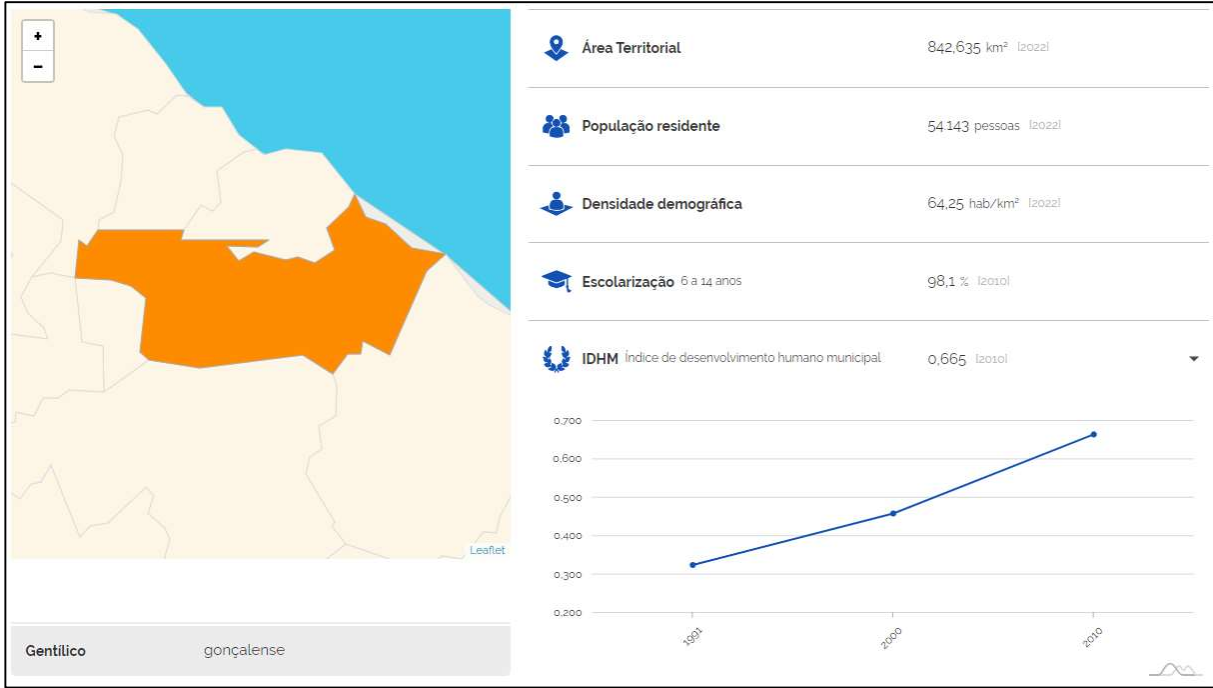 +
−
Leaflet
Gentílico gonçalense
Área Territorial 842,635 km² [2022]
População residente 54.143 pessoas [2022]
Densidade demográfica 64,25 hab/km² [2022]
Escolarização 6 a 14 anos 98,1 % [2010]
IDHM Índice de desenvolvimento humano municipal 0,665 [2010]
0,700
0,600
0,500
0,400
0,300
0,200
1991
2000
2010